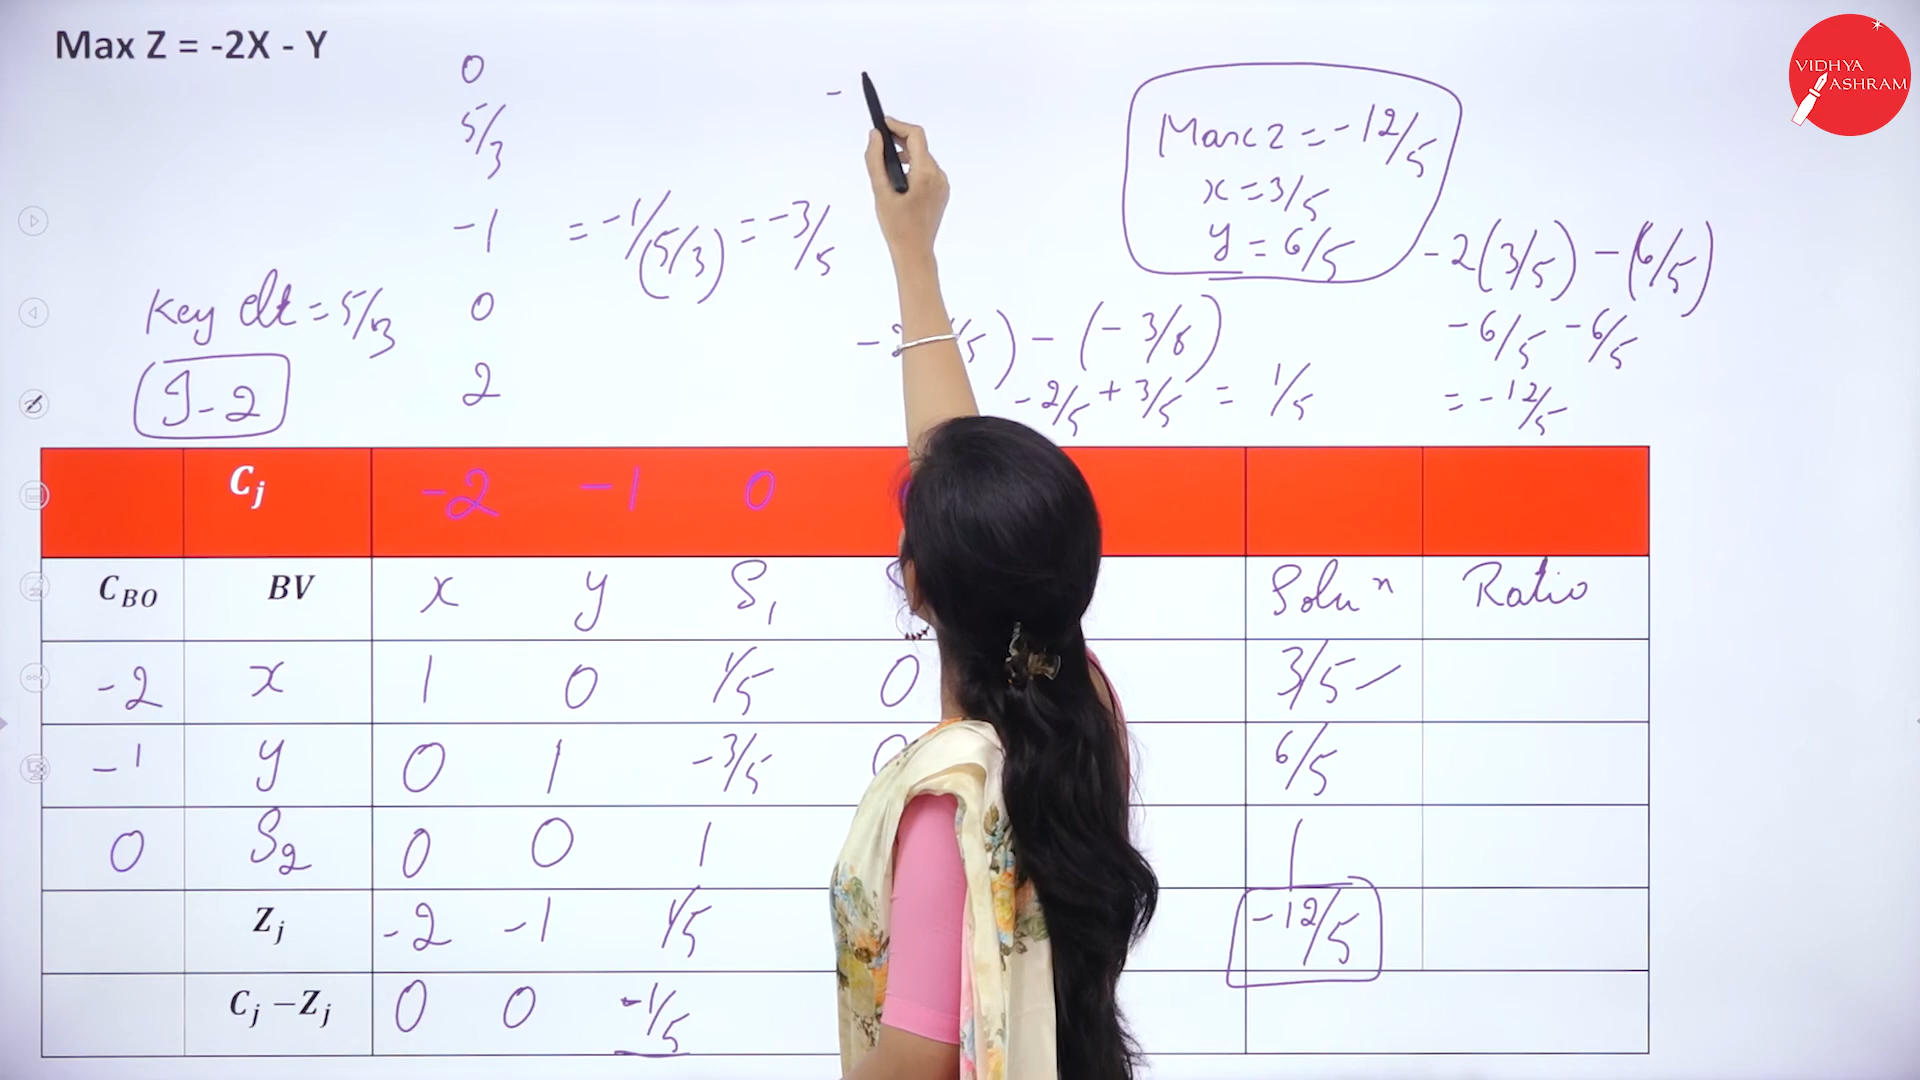 Max Z = -2X - Y
VIDHYA
ASHRAM
0
5/3
-1 = -1/(5/3) = -3/5
0
2
-
Key elt = 5/3
I-2
Max Z = -12/5
x = 3/5
y = 6/5
-2(3/5) - (6/5)
-6/5 -6/5
= -12/5
/5) - (-3/5)
-2/5 + 3/5 = 1/5
Cj -2 -1 0
CBO BV x y S1 Soluⁿ Ratio
-2 x 1 0 1/5 0 3/5
-1 y 0 1 -3/5 6/5
0 S2 0 0 1 1
Zj -2 -1 1/5 -12/5
Cj -Zj 0 0 -1/5